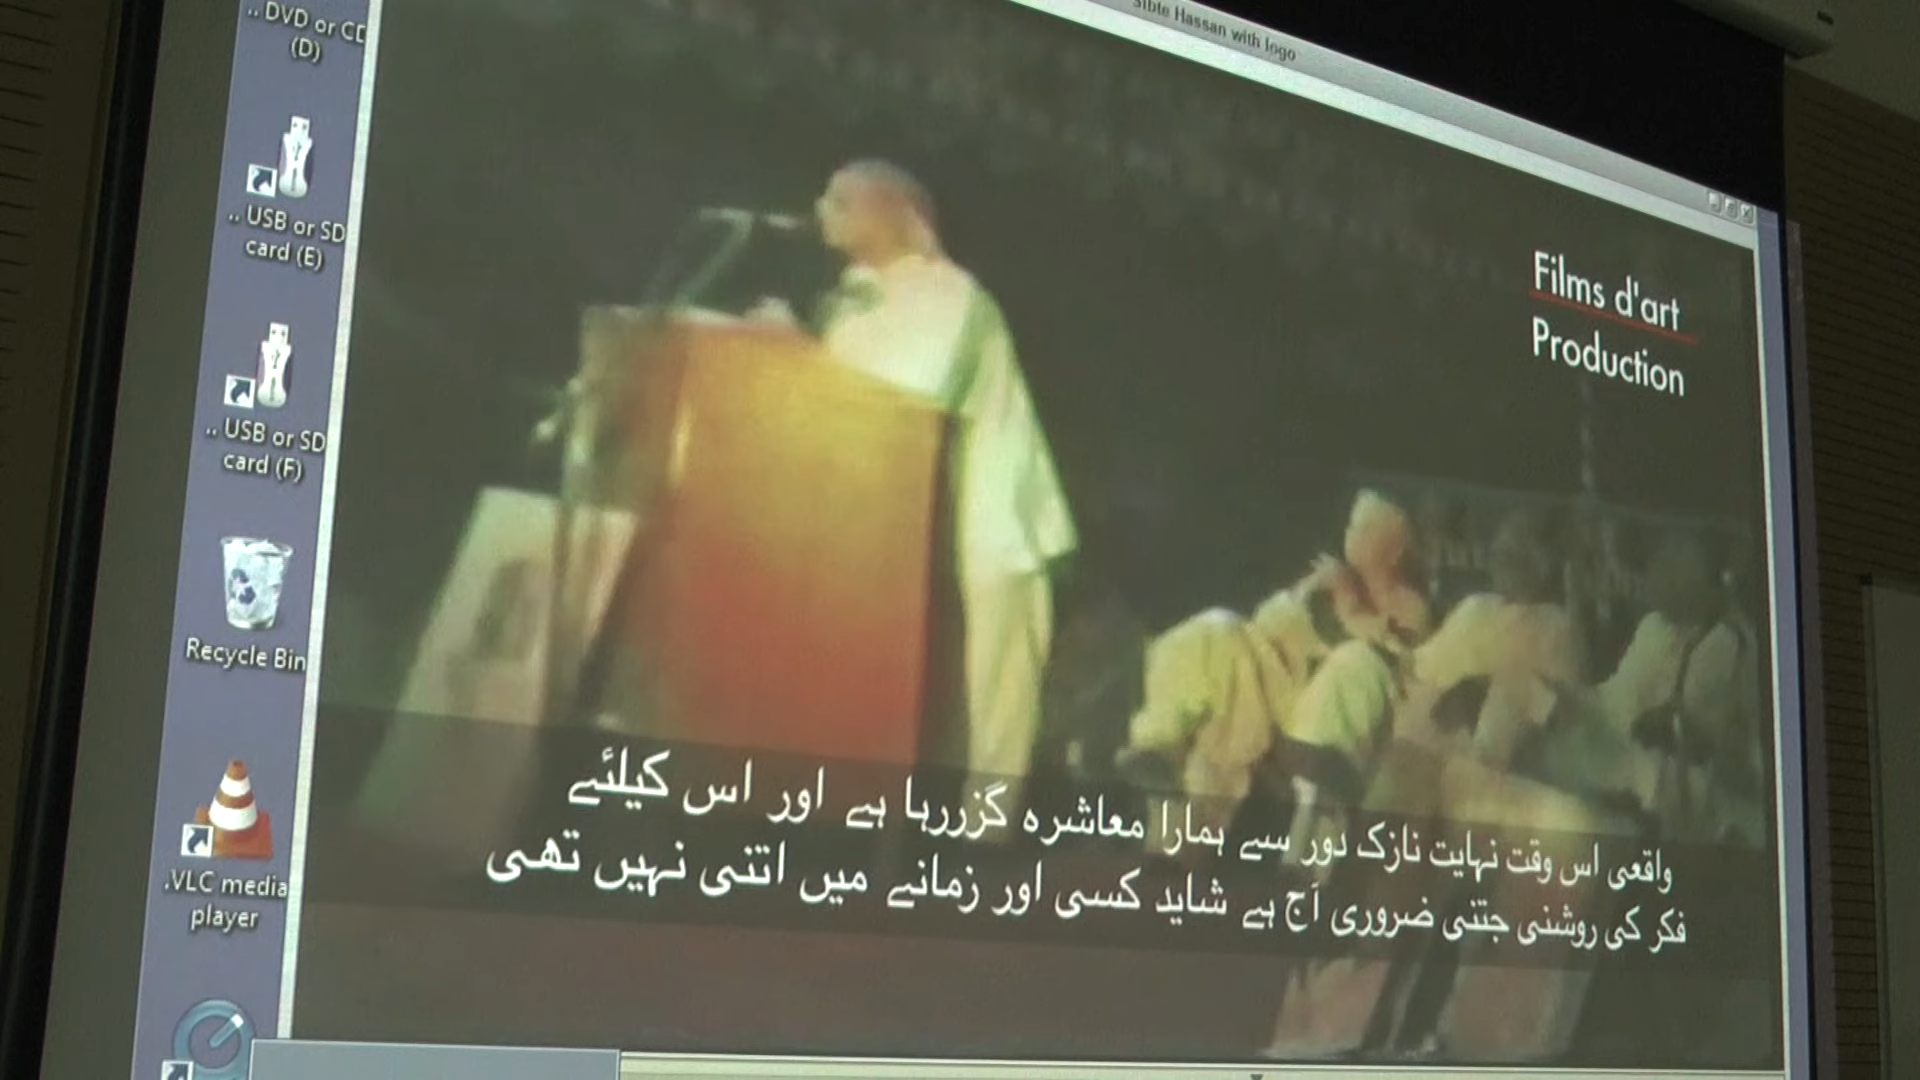 Sibte Hassan with logo
.. DVD or CD
(D)
.. USB or SD
card (E)
.. USB or SD
card (F)
Recycle Bin
.VLC media
player
Films d'art
Production
واقعی اس وقت نہایت نازک دور سے ہمارا معاشرہ گزررہا ہے اور اس کیلئے
فکر کی روشنی جتنی ضروری آج ہے شاید کسی اور زمانے میں اتنی نہیں تھی